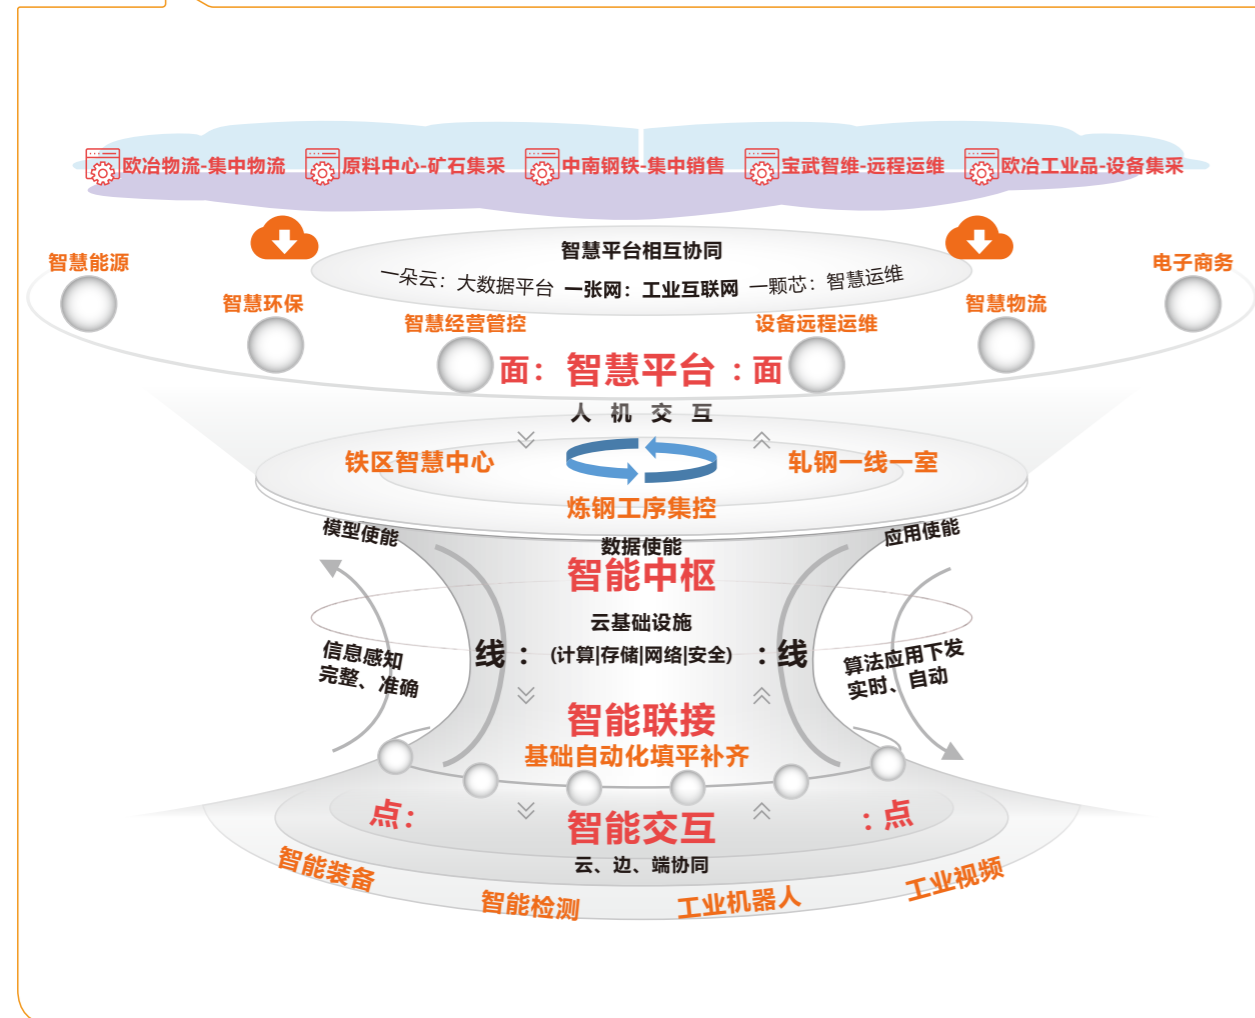 欧冶物流-集中物流
原料中心-矿石集采
中南钢铁-集中销售
宝武智维-远程运维
欧冶工业品-设备集采
智慧平台相互协同
一朵云：大数据平台 一张网：工业互联网 一颗芯：智慧运维
智慧能源
电子商务
智慧环保
智慧物流
智慧经营管控
设备远程运维
面： 智慧平台 ：面
人 机 交 互
铁区智慧中心
轧钢一线一室
炼钢工序集控
模型使能
数据使能
应用使能
智能中枢
云基础设施
线： (计算|存储|网络|安全) ：线
信息感知
完整、准确
算法应用下发
实时、自动
智能联接
基础自动化填平补齐
点： 智能交互 ：点
云、边、端协同
智能装备
智能检测
工业机器人
工业视频